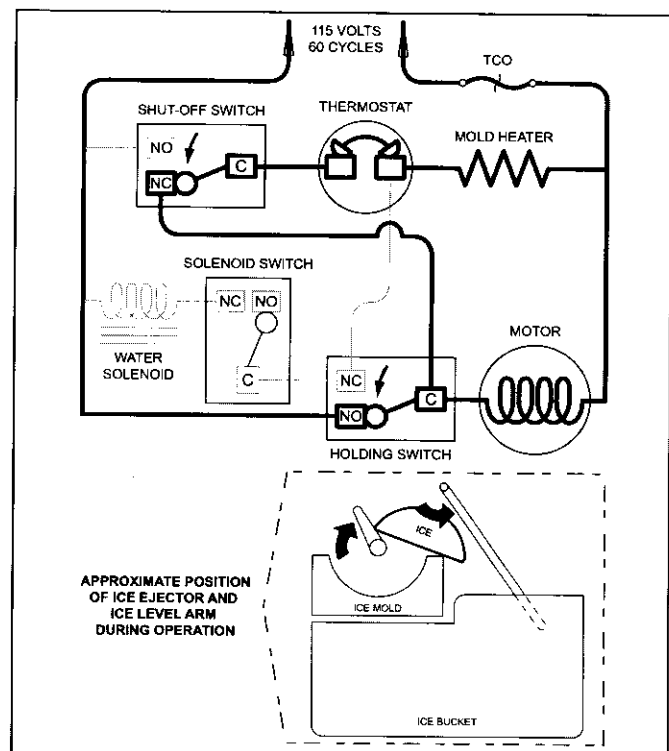 115 VOLTS
60 CYCLES
TCO
SHUT-OFF SWITCH
THERMOSTAT
MOLD HEATER
NO
NC
C
SOLENOID SWITCH
NC
NO
C
WATER
SOLENOID
MOTOR
NC
NO
C
HOLDING SWITCH
ICE
ICE MOLD
APPROXIMATE POSITION
OF ICE EJECTOR AND
ICE LEVEL ARM
DURING OPERATION
ICE BUCKET